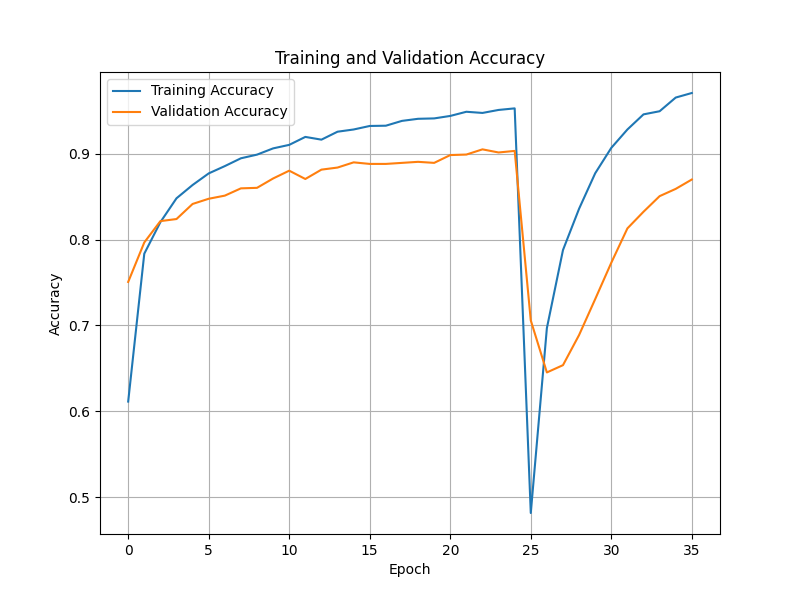 Training and Validation Accuracy
Training Accuracy
Validation Accuracy
0.9
0.8
0.7
0.6
0.5
Accuracy
0 5 10 15 20 25 30 35
Epoch